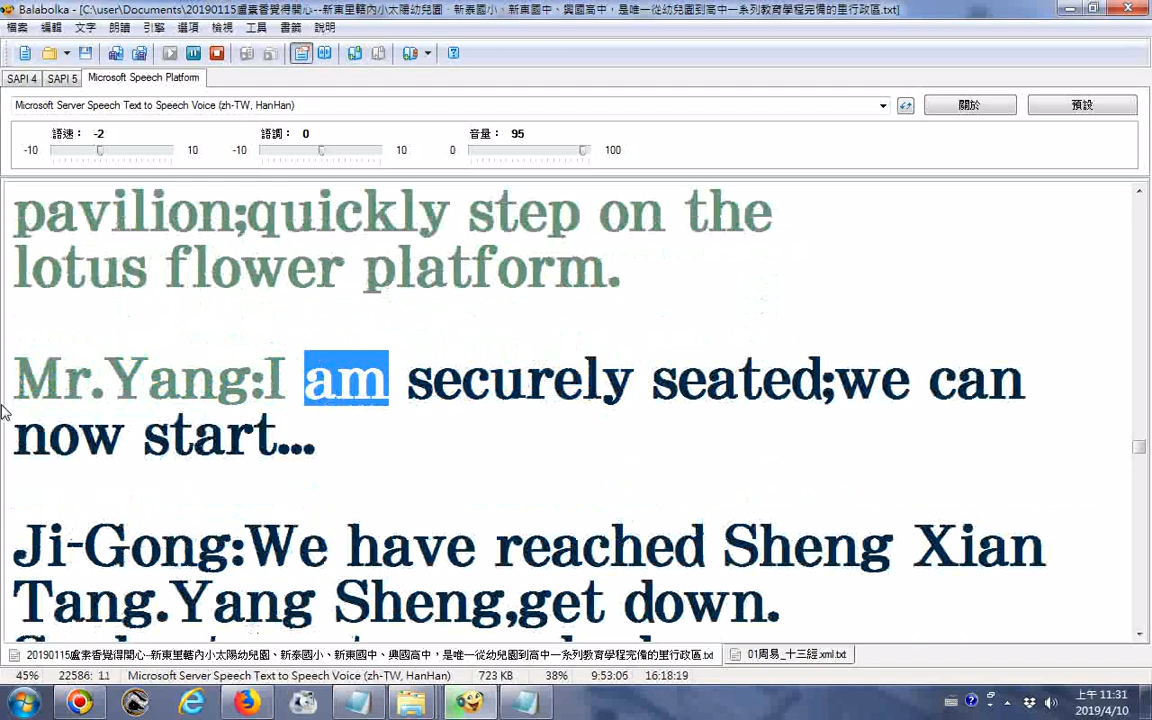 Balabolka - [C:\user\Documents\20190115盧素香覺得開心--新東里轄內小太陽幼兒園、新泰國小、新東國中、興國高中，是唯一從幼兒園到高中一系列教育學程完備的里行政區.txt]
檔案 編輯 文字 朗讀 引擎 選項 檢視 工具 書籤 說明
SAPI 4 SAPI 5 Microsoft Speech Platform
Microsoft Server Speech Text to Speech Voice (zh-TW, HanHan) 關於 預設
語速： -2 語調： 0 音量： 95
-10 10 -10 10 0 100
pavilion;quickly step on the
lotus flower platform.
Mr.Yang:I am securely seated;we can
now start...
Ji-Gong:We have reached Sheng Xian
Tang.Yang Sheng,get down.
20190115盧素香覺得開心--新東里轄內小太陽幼兒園、新泰國小、新東國中、興國高中，是唯一從幼兒園到高中一系列教育學程完備的里行政區.txt 01周易_十三經.xml.txt
45% 22586: 11 Microsoft Server Speech Text to Speech Voice (zh-TW, HanHan) 723 KB 38% 9:53:06 16:18:19
上午 11:31
2019/4/10